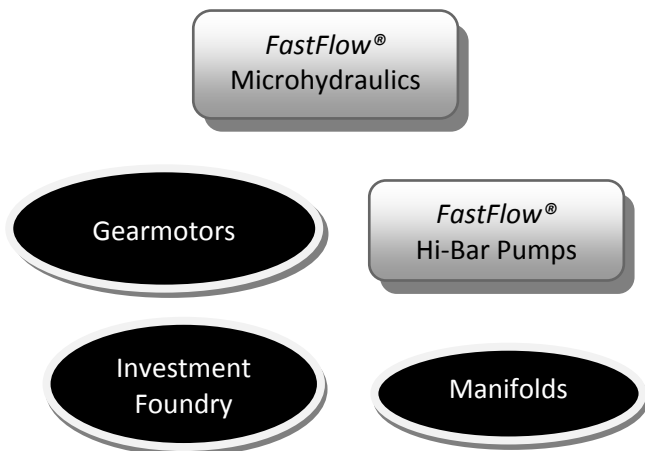 FastFlow®
Microhydraulics
Gearmotors
FastFlow®
Hi-Bar Pumps
Investment
Foundry
Manifolds